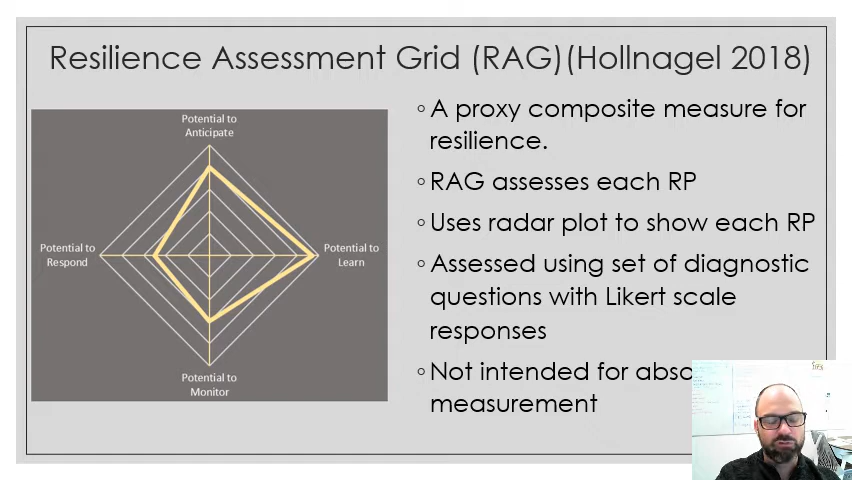 Resilience Assessment Grid (RAG)(Hollnagel 2018)
Potential to
Anticipate
Potential to
Respond
Potential to
Learn
Potential to
Monitor
◦ A proxy composite measure for
resilience.
◦ RAG assesses each RP
◦ Uses radar plot to show each RP
◦ Assessed using set of diagnostic
questions with Likert scale
responses
◦ Not intended for abso
measurement